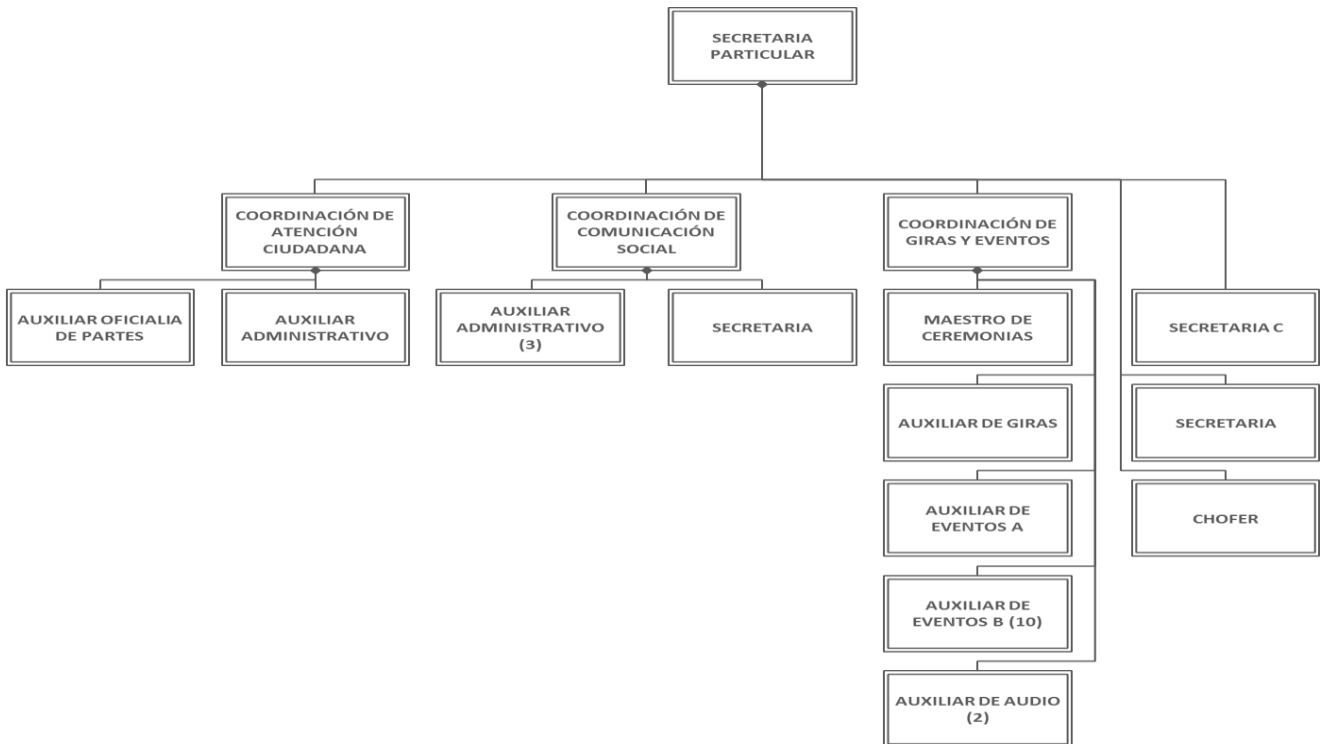 SECRETARIA
PARTICULAR
COORDINACIÓN DE
ATENCIÓN
CIUDADANA
COORDINACIÓN DE
COMUNICACIÓN
SOCIAL
COORDINACIÓN DE
GIRAS Y EVENTOS
AUXILIAR OFICIALIA
DE PARTES
AUXILIAR
ADMINISTRATIVO
AUXILIAR
ADMINISTRATIVO
(3)
SECRETARIA
MAESTRO DE
CEREMONIAS
SECRETARIA C
AUXILIAR DE GIRAS
SECRETARIA
AUXILIAR DE
EVENTOS A
CHOFER
AUXILIAR DE
EVENTOS B (10)
AUXILIAR DE AUDIO
(2)